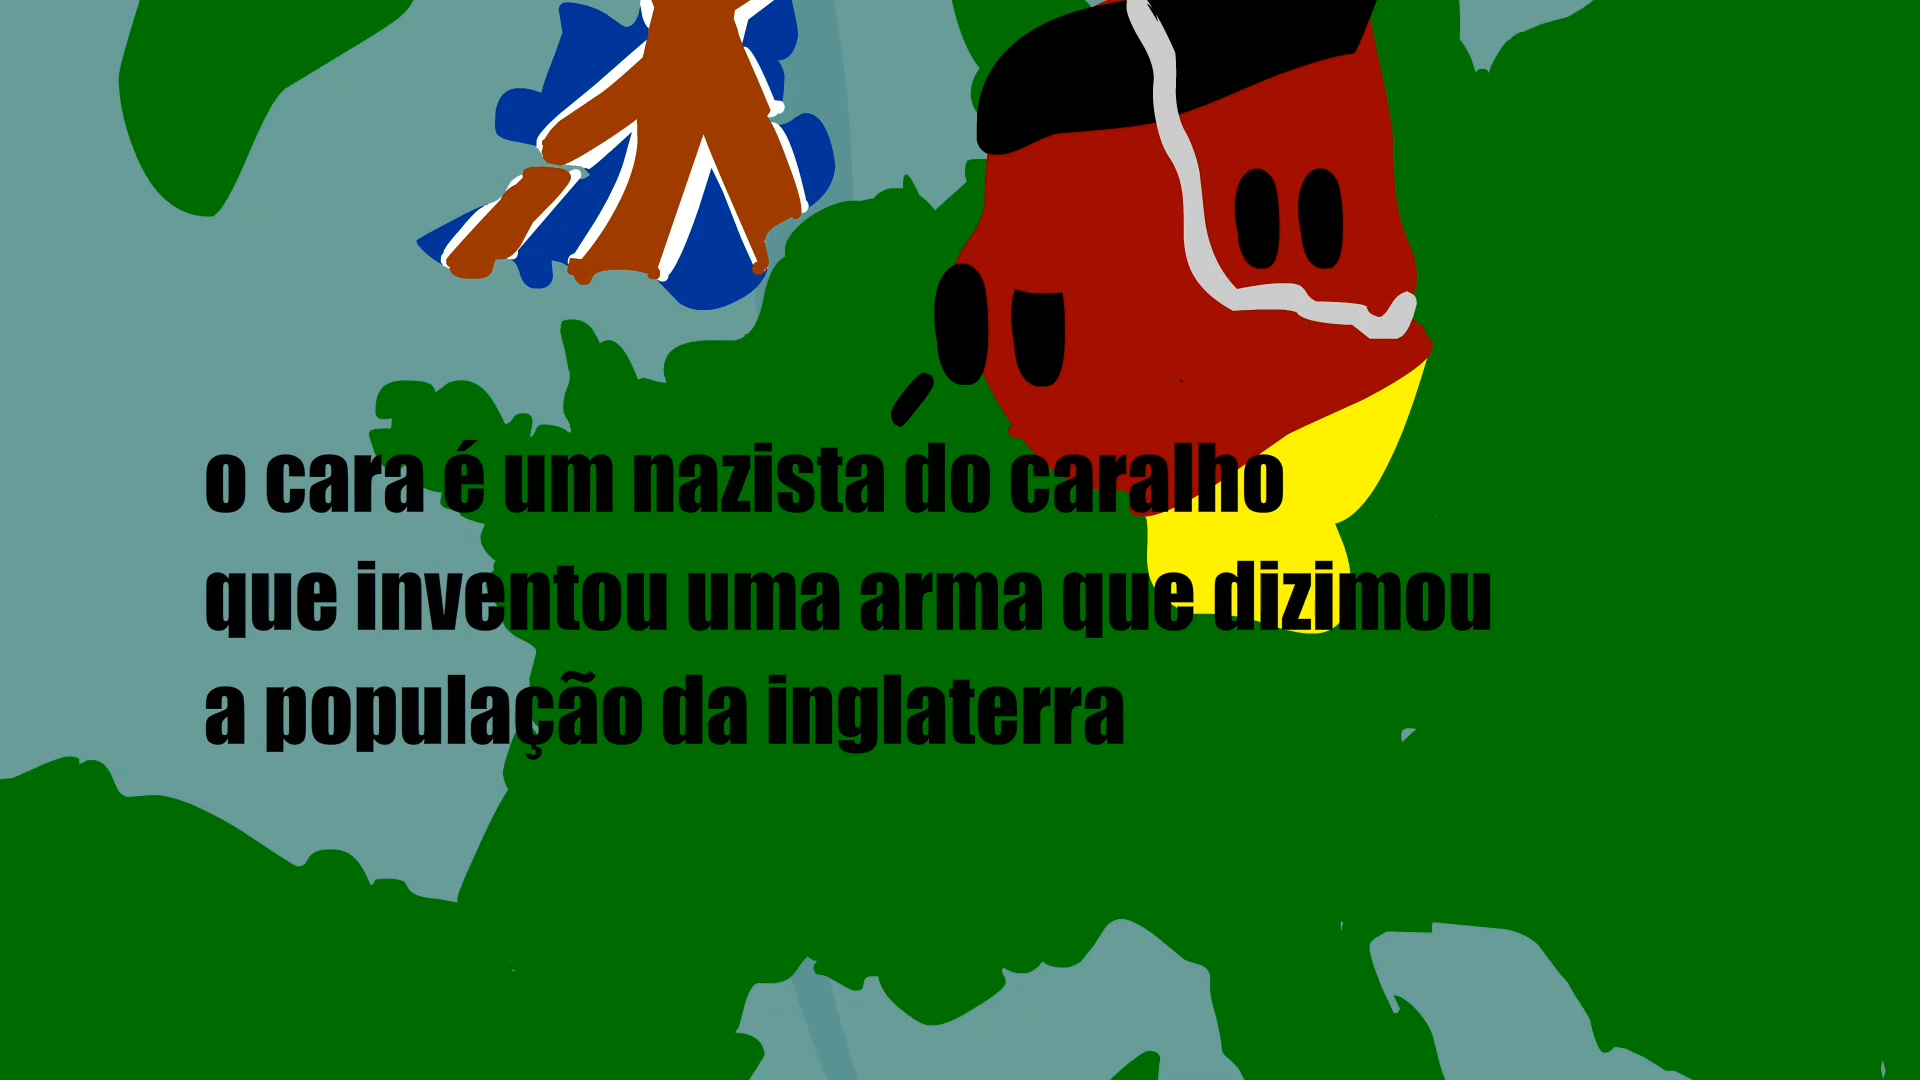 o cara é um nazista do caralho
que inventou uma arma que dizimou
a população da inglaterra